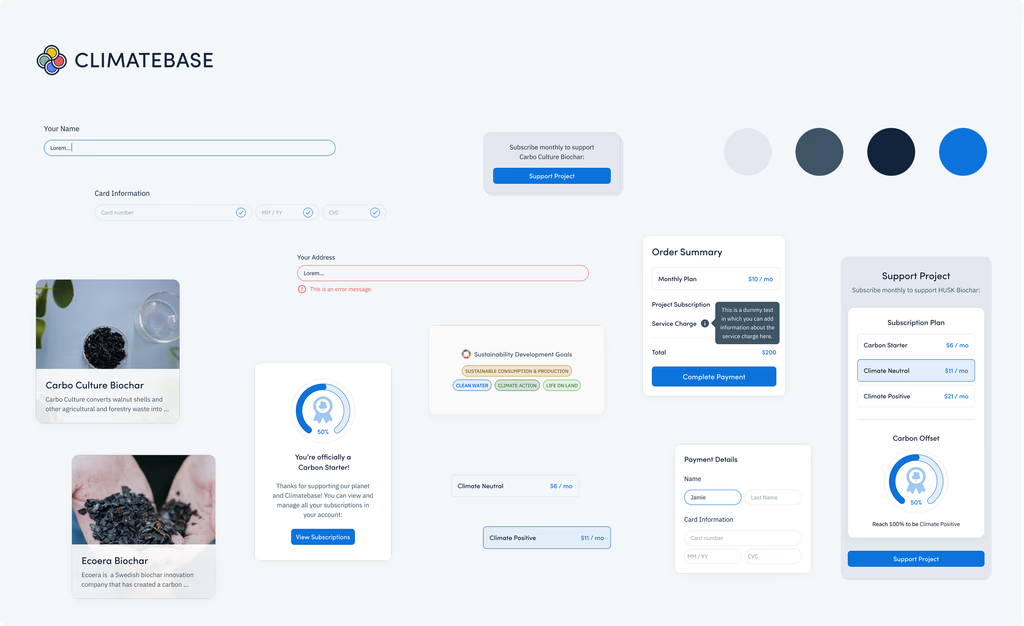 CLIMATEBASE
Your Name
Lorem...
Card Information
Card number
MM / YY
CVC
Subscribe monthly to support
Carbo Culture Biochar:
Support Project
Your Address
Lorem...
This is an error message.
Carbo Culture Biochar
Carbo Culture converts walnut shells and
other agricultural and forestry waste into ...
Ecoera Biochar
Ecoera is a Swedish biochar innovation
company that has created a carbon ...
50%
You're officially a
Carbon Starter!
Thanks for supporting our planet
and Climatebase! You can view and
manage all your subscriptions in
your account:
View Subscriptions
Sustainability Development Goals
SUSTAINABLE CONSUMPTION & PRODUCTION
CLEAN WATER
CLIMATE ACTION
LIFE ON LAND
Climate Neutral
$6 / mo
Climate Positive
$11 / mo
Order Summary
Monthly Plan
$10 / mo
Project Subscription
Service Charge
This is a dummy text
in which you can add
information about the
service charge here.
Total
$200
Complete Payment
Payment Details
Name
Jamie
Last Name
Card Information
Card number
MM / YY
CVC
Support Project
Subscribe monthly to support HUSK Biochar:
Subscription Plan
Carbon Starter
$6 / mo
Climate Neutral
$11 / mo
Climate Positive
$21 / mo
Carbon Offset
50%
Reach 100% to be Climate Positive
Support Project